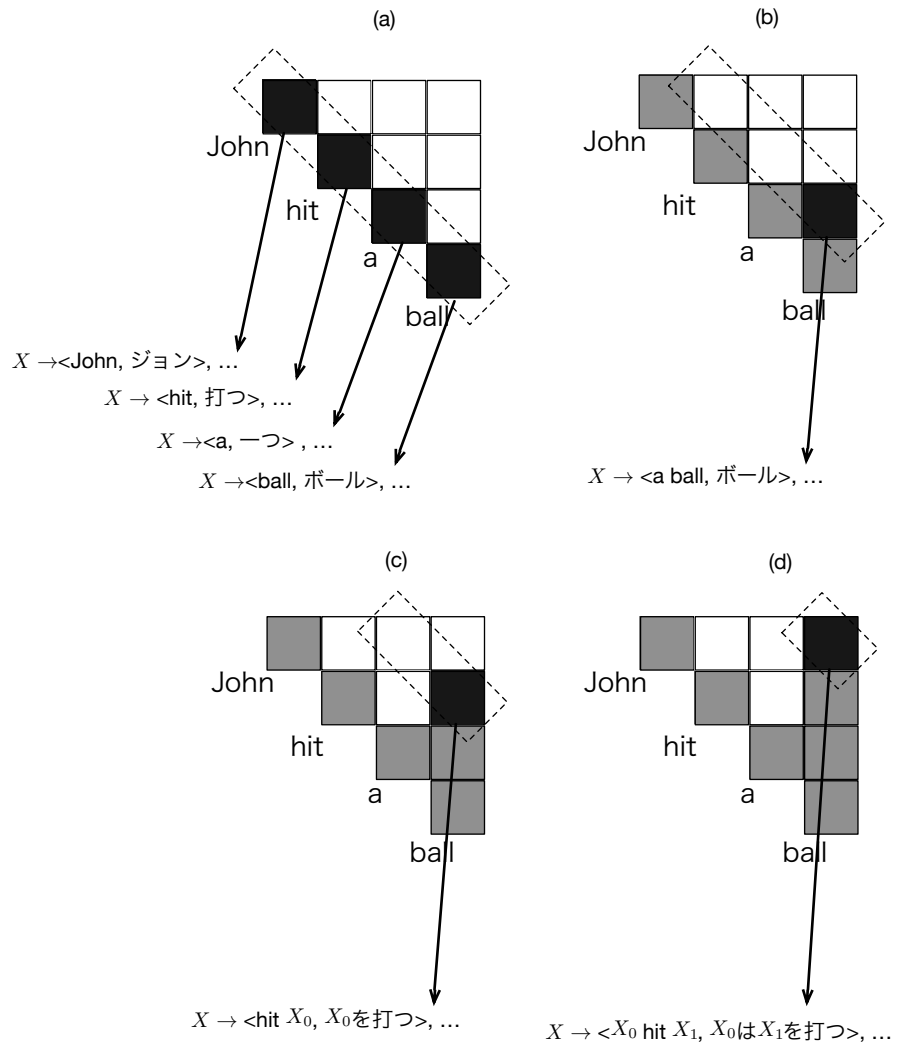 (a)
John
hit
a
ball
X →<John, ジョン>, …
X → <hit, 打つ>, …
X →<a, 一つ> , …
X →<ball, ボール>, …
(b)
John
hit
a
ball
X → <a ball, ボール>, …
(c)
John
hit
a
ball
X → <hit X₀, X₀を打つ>, …
(d)
John
hit
a
ball
X → <X₀ hit X₁, X₀はX₁を打つ>, …